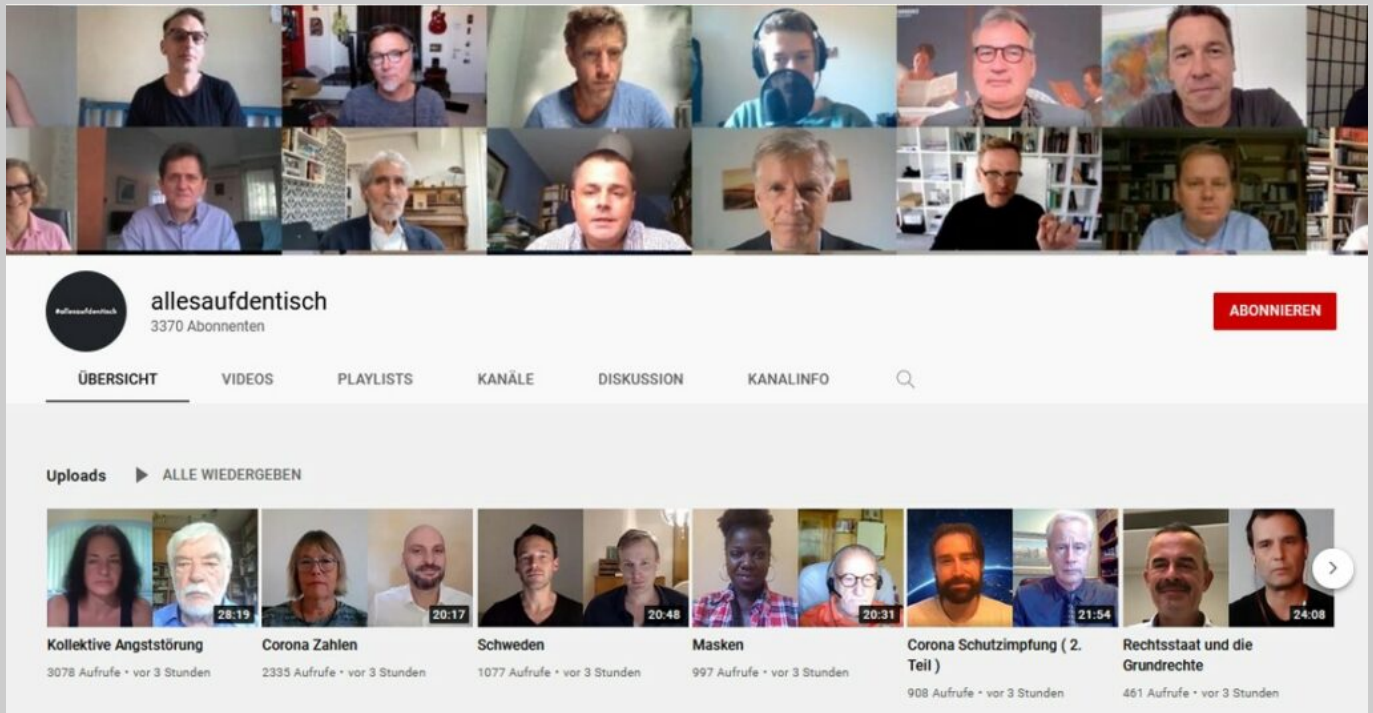 #allesaufdentisch
allesaufdentisch
3370 Abonnenten
ABONNIEREN
ÜBERSICHT VIDEOS PLAYLISTS KANÄLE DISKUSSION KANALINFO
Uploads ALLE WIEDERGEBEN
28:19 20:17 20:48 20:31 21:54 24:08
Kollektive Angststörung
3078 Aufrufe • vor 3 Stunden
Corona Zahlen
2335 Aufrufe • vor 3 Stunden
Schweden
1077 Aufrufe • vor 3 Stunden
Masken
997 Aufrufe • vor 3 Stunden
Corona Schutzimpfung ( 2.
Teil )
908 Aufrufe • vor 3 Stunden
Rechtsstaat und die
Grundrechte
461 Aufrufe • vor 3 Stunden